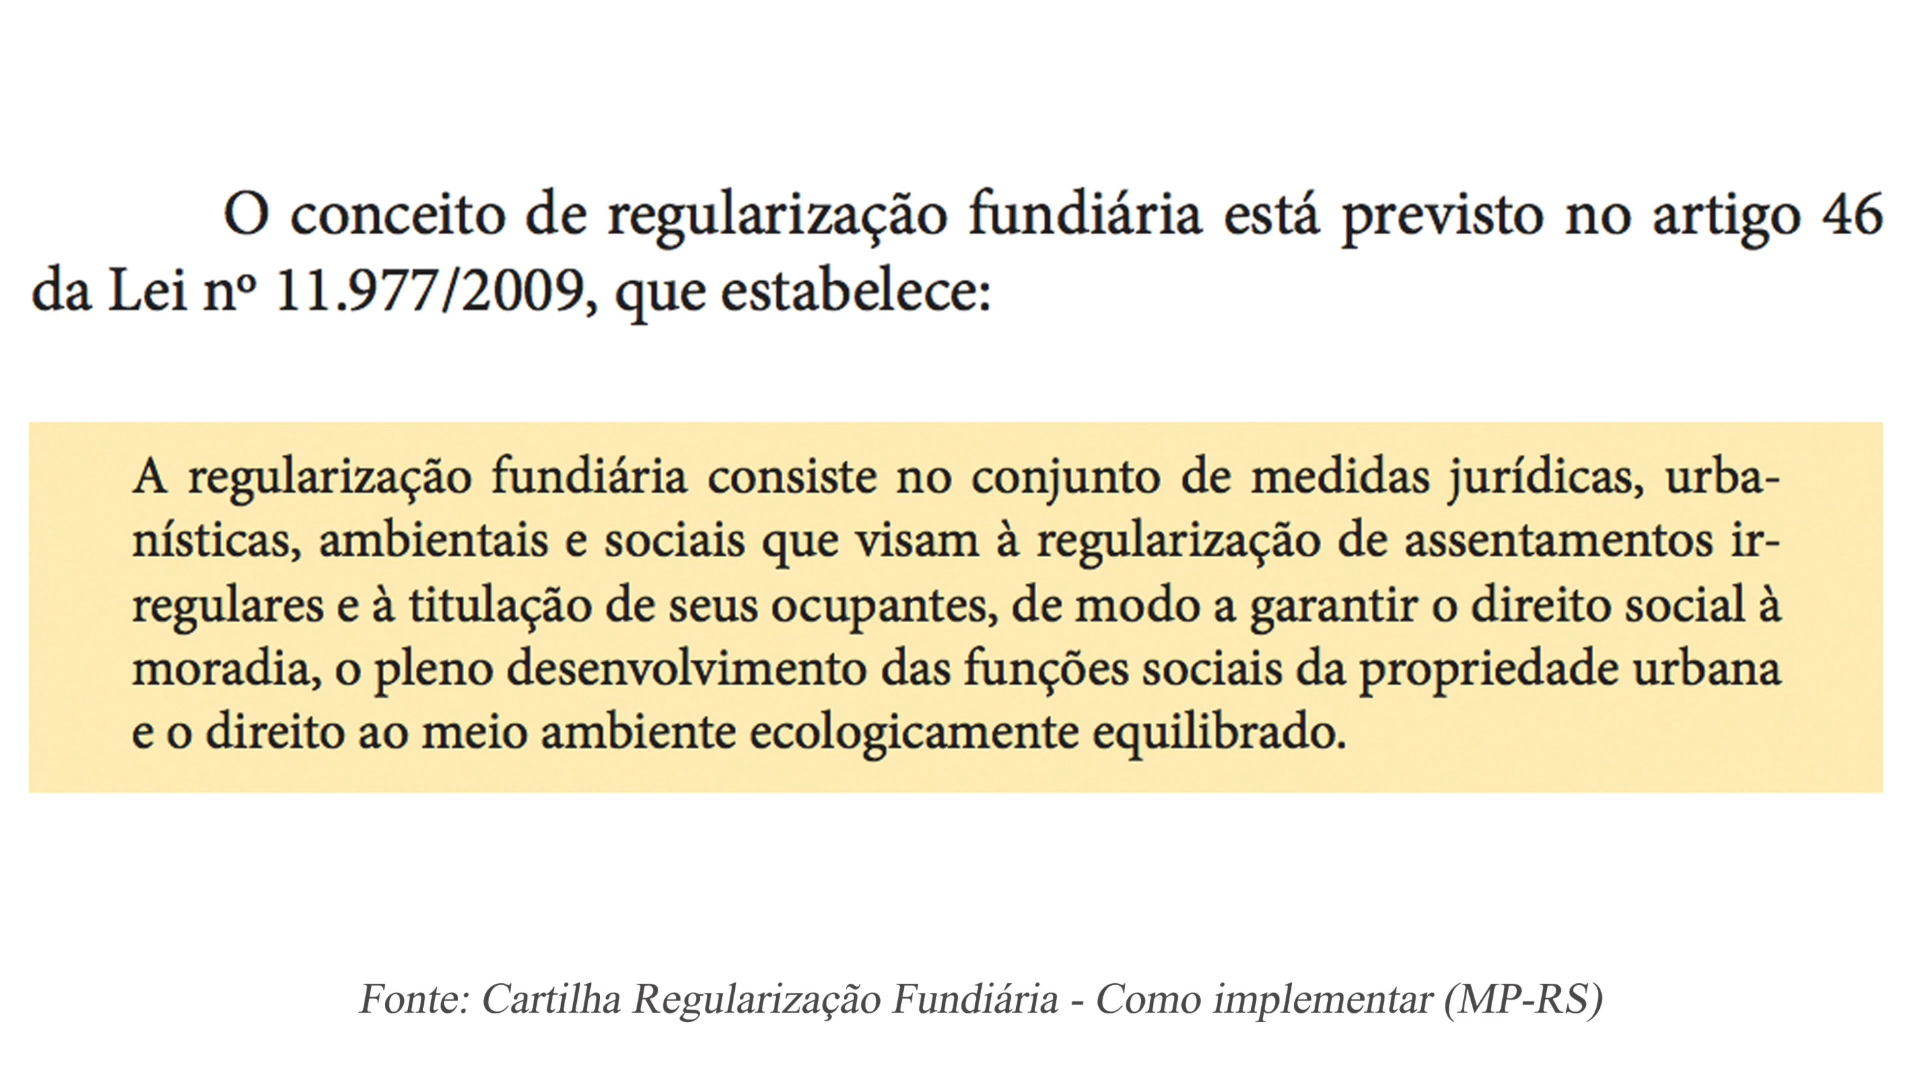 O conceito de regularização fundiária está previsto no artigo 46
da Lei nº 11.977/2009, que estabelece:
A regularização fundiária consiste no conjunto de medidas jurídicas, urba-
nísticas, ambientais e sociais que visam à regularização de assentamentos ir-
regulares e à titulação de seus ocupantes, de modo a garantir o direito social à
moradia, o pleno desenvolvimento das funções sociais da propriedade urbana
e o direito ao meio ambiente ecologicamente equilibrado.
Fonte: Cartilha Regularização Fundiária - Como implementar (MP-RS)